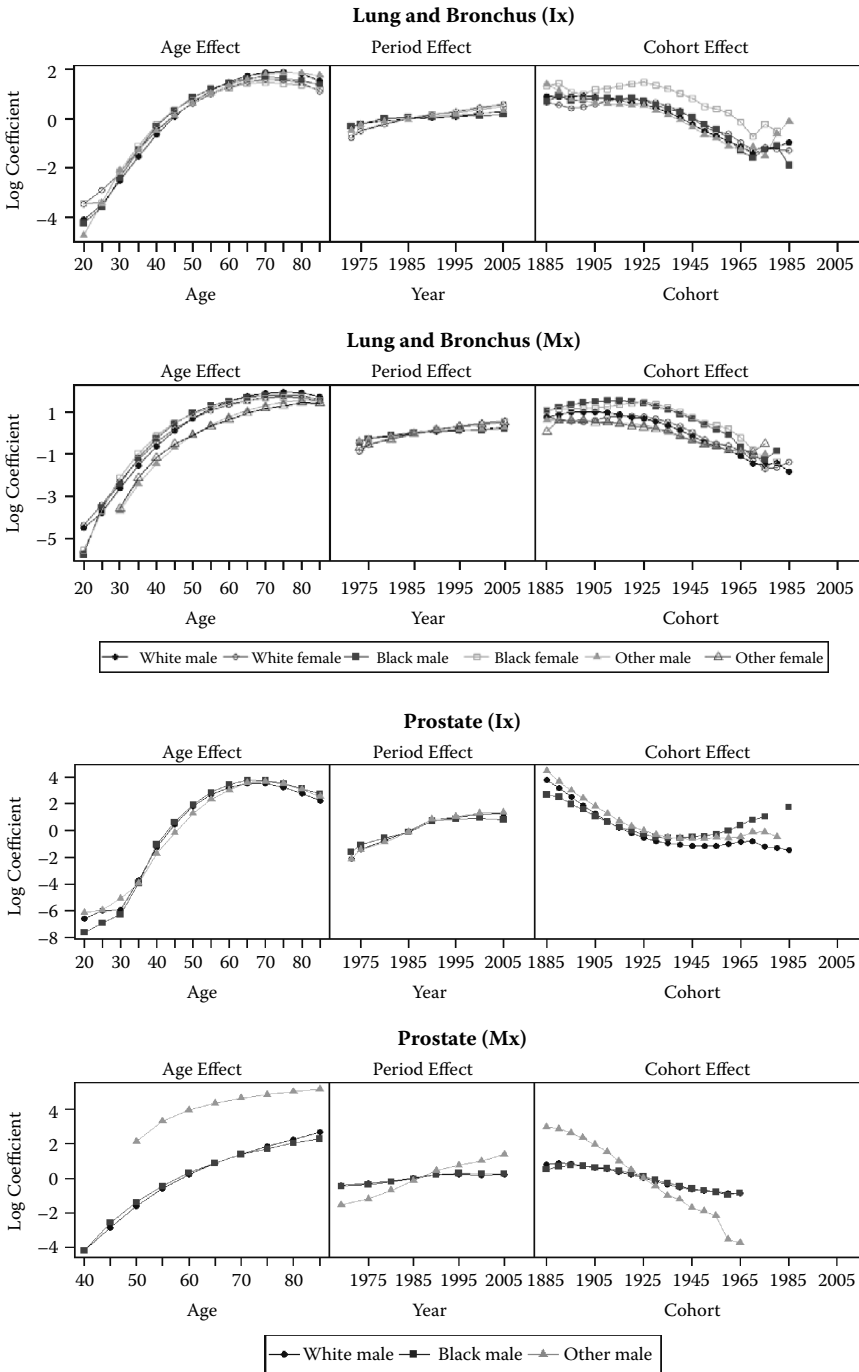 Lung and Bronchus (Ix)
Age Effect Period Effect Cohort Effect
Log Coefficient
2
0
−2
−4
20 30 40 50 60 70 80 1975 1985 1995 2005 1885 1905 1925 1945 1965 1985 2005
Age Year Cohort
Lung and Bronchus (Mx)
Age Effect Period Effect Cohort Effect
Log Coefficient
1
−1
−3
−5
20 30 40 50 60 70 80 1975 1985 1995 2005 1885 1905 1925 1945 1965 1985 2005
Age Year Cohort
White male White female Black male Black female Other male Other female
Prostate (Ix)
Age Effect Period Effect Cohort Effect
Log Coefficient
4
2
0
−2
−4
−6
−8
20 30 40 50 60 70 80 1975 1985 1995 2005 1885 1905 1925 1945 1965 1985 2005
Age Year Cohort
Prostate (Mx)
Age Effect Period Effect Cohort Effect
Log Coefficient
4
2
0
−2
−4
40 50 60 70 80 1975 1985 1995 2005 1885 1905 1925 1945 1965 1985 2005
Age Year Cohort
White male Black male Other male